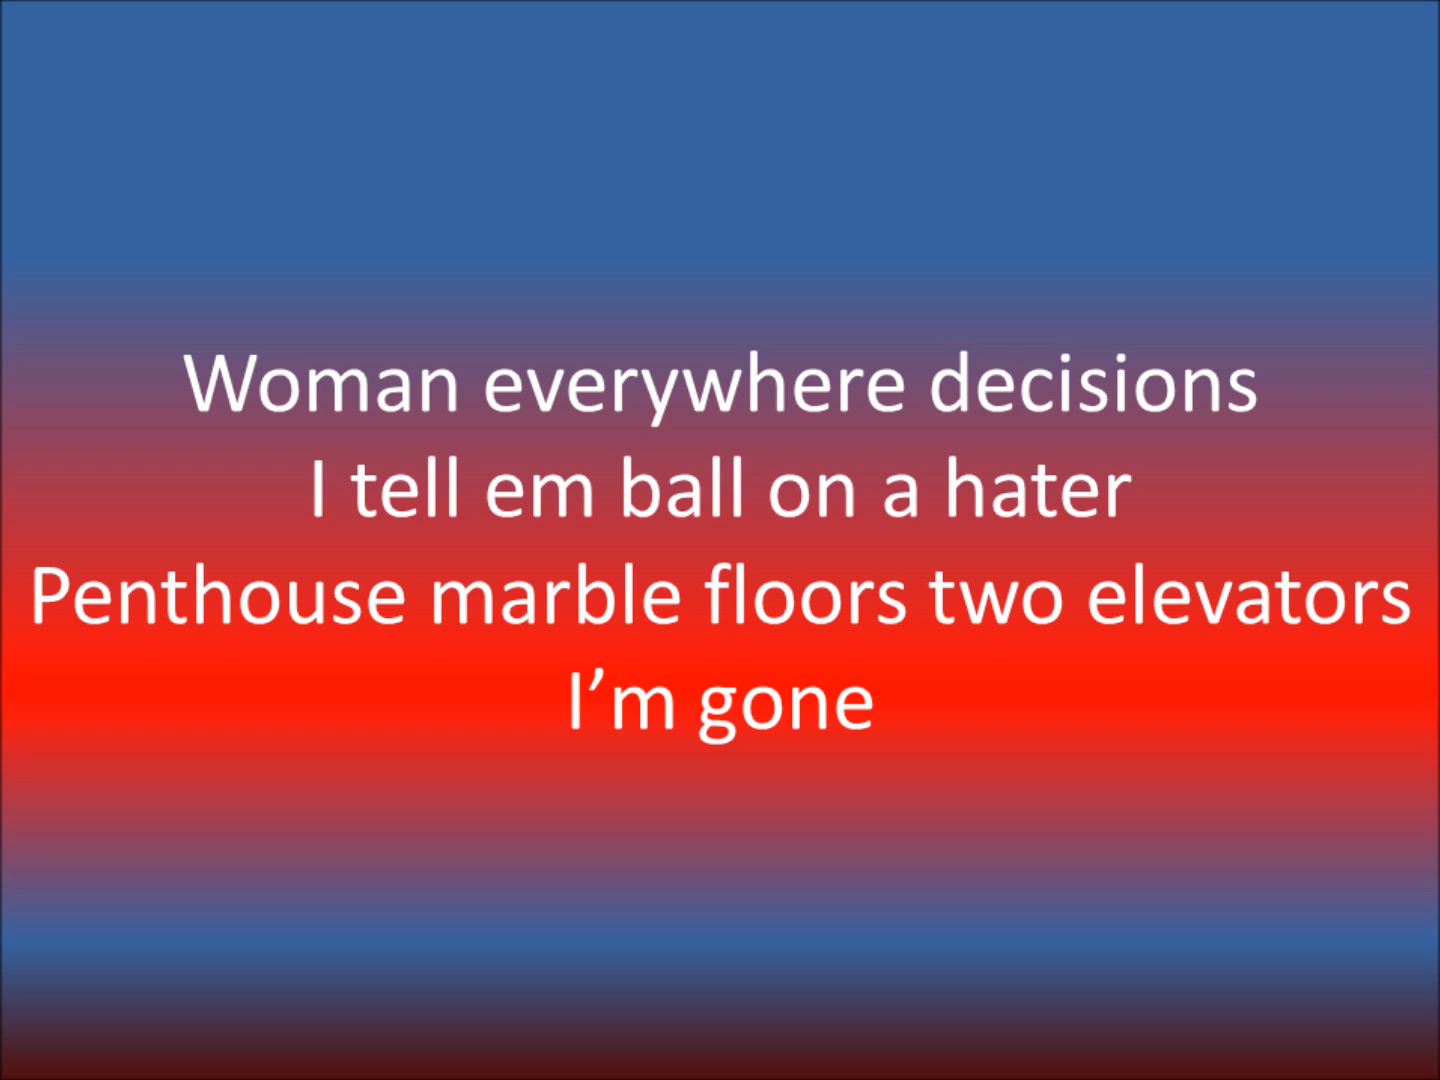 Woman everywhere decisions
I tell em ball on a hater
Penthouse marble floors two elevators
I’m gone